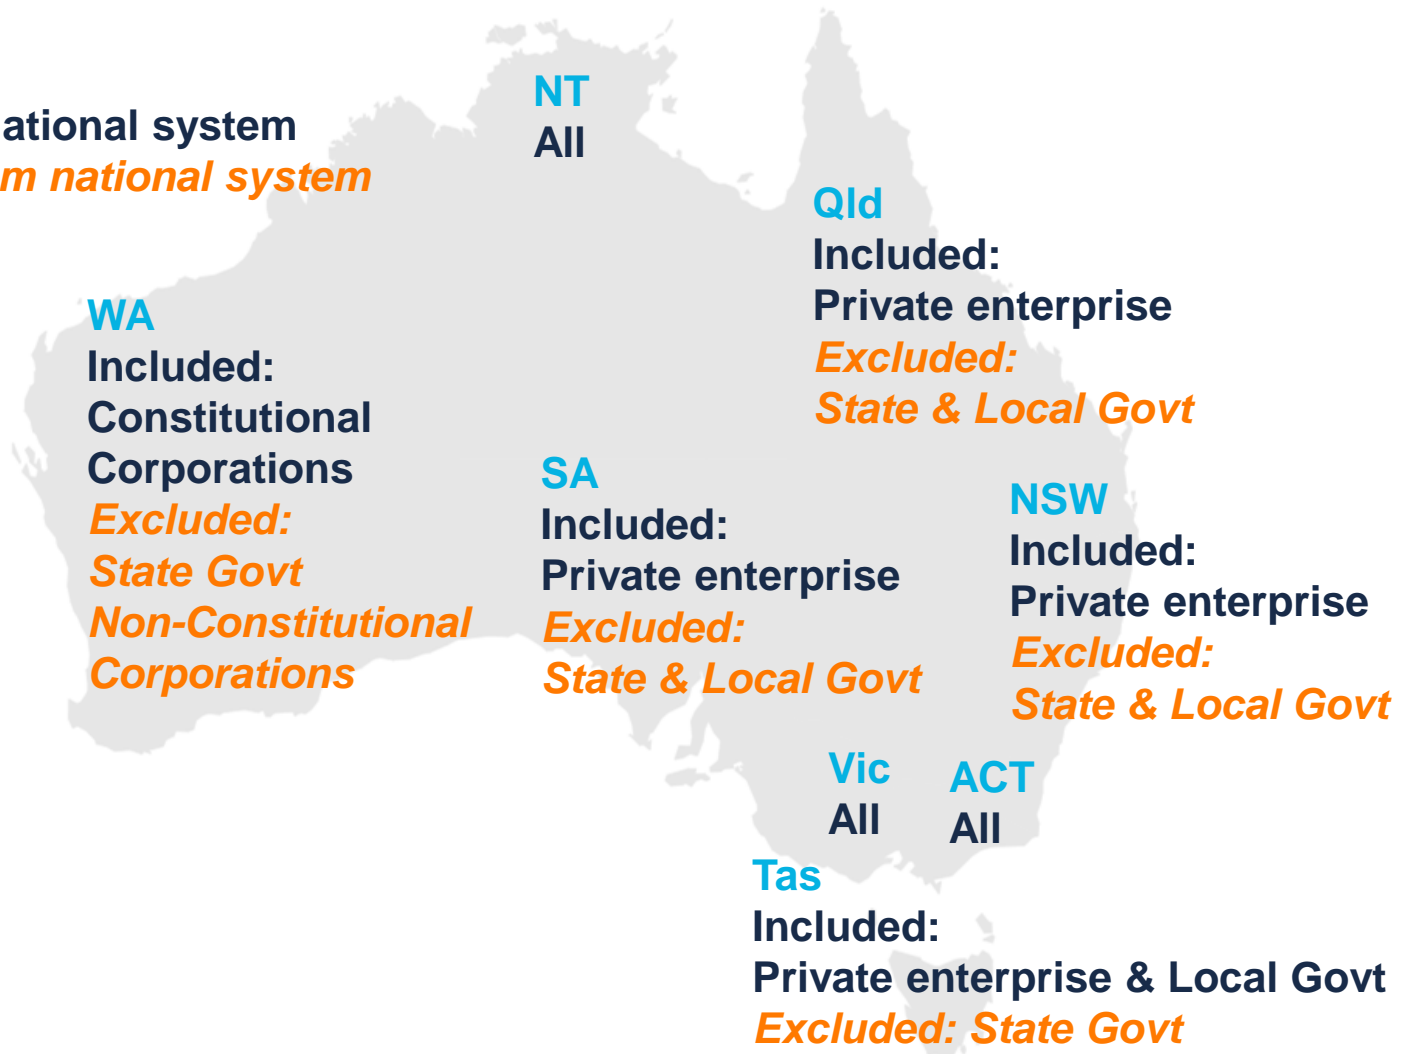 NT
All
ational system
m national system
Qld
Included:
Private enterprise
Excluded:
State & Local Govt
WA
Included:
Constitutional
Corporations
Excluded:
State Govt
Non-Constitutional
Corporations
SA
Included:
Private enterprise
Excluded:
State & Local Govt
NSW
Included:
Private enterprise
Excluded:
State & Local Govt
Vic
All
ACT
All
Tas
Included:
Private enterprise & Local Govt
Excluded: State Govt